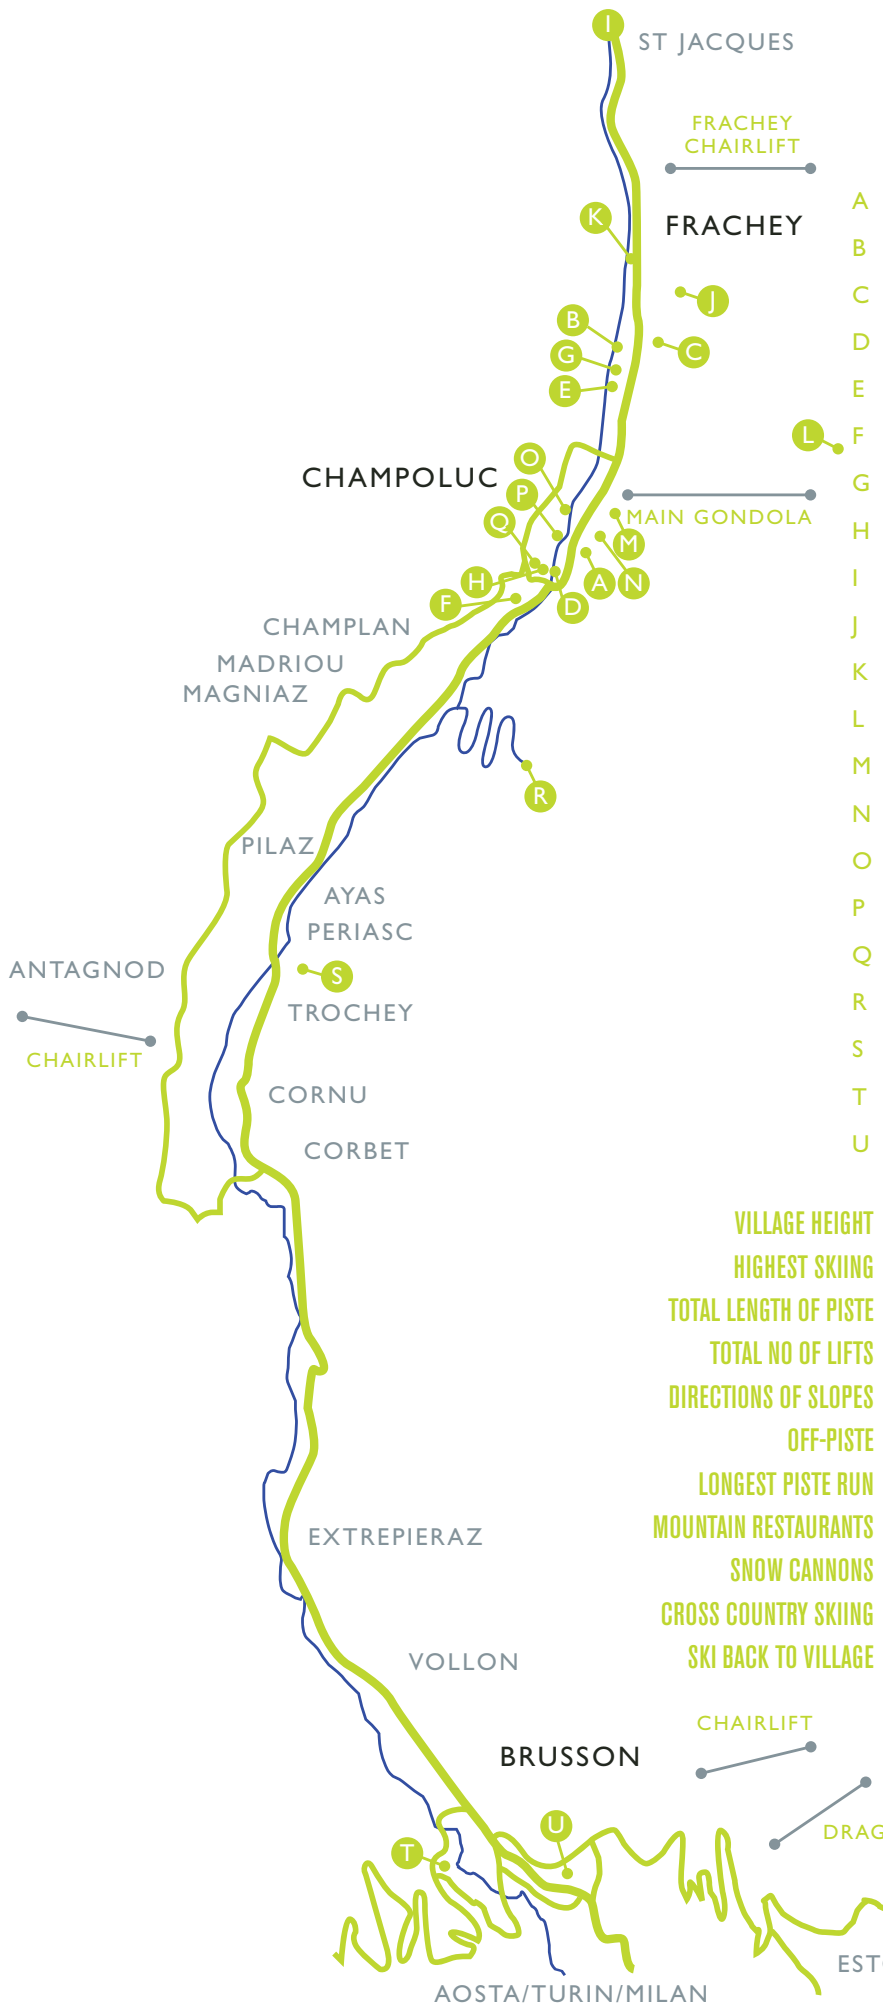 I
ST JACQUES
FRACHEY
CHAIRLIFT
K
FRACHEY
J
B
G
C
E
L
O
CHAMPOLUC
P
MAIN GONDOLA
Q
M
H
A
N
F
D
CHAMPLAN
MADRIOU
MAGNIAZ
R
PILAZ
AYAS
PERIASC
ANTAGNOD
S
TROCHEY
CHAIRLIFT
CORNU
CORBET
EXTREPIERAZ
VOLLON
BRUSSON
CHAIRLIFT
U
T
DRAG
EST
AOSTA/TURIN/MILAN
A
B
C
D
E
F
G
H
I
J
K
L
M
N
O
P
Q
R
S
T
U
VILLAGE HEIGHT
HIGHEST SKIING
TOTAL LENGTH OF PISTE
TOTAL NO OF LIFTS
DIRECTIONS OF SLOPES
OFF-PISTE
LONGEST PISTE RUN
MOUNTAIN RESTAURANTS
SNOW CANNONS
CROSS COUNTRY SKIING
SKI BACK TO VILLAGE